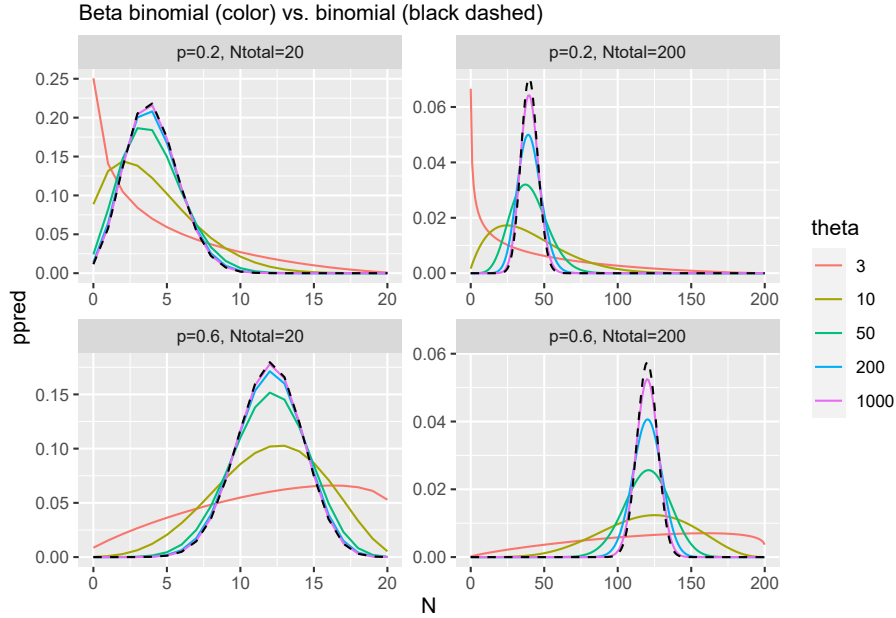 Beta binomial (color) vs. binomial (black dashed)
p=0.2, Ntotal=20
p=0.2, Ntotal=200
0.25
0.20
0.15
0.10
0.05
0.00
0.06
0.04
0.02
0.00
0 5 10 15 20
0 50 100 150 200
p=0.6, Ntotal=20
p=0.6, Ntotal=200
0.15
0.10
0.05
0.00
0.06
0.04
0.02
0.00
0 5 10 15 20
0 50 100 150 200
ppred
N
theta
3
10
50
200
1000